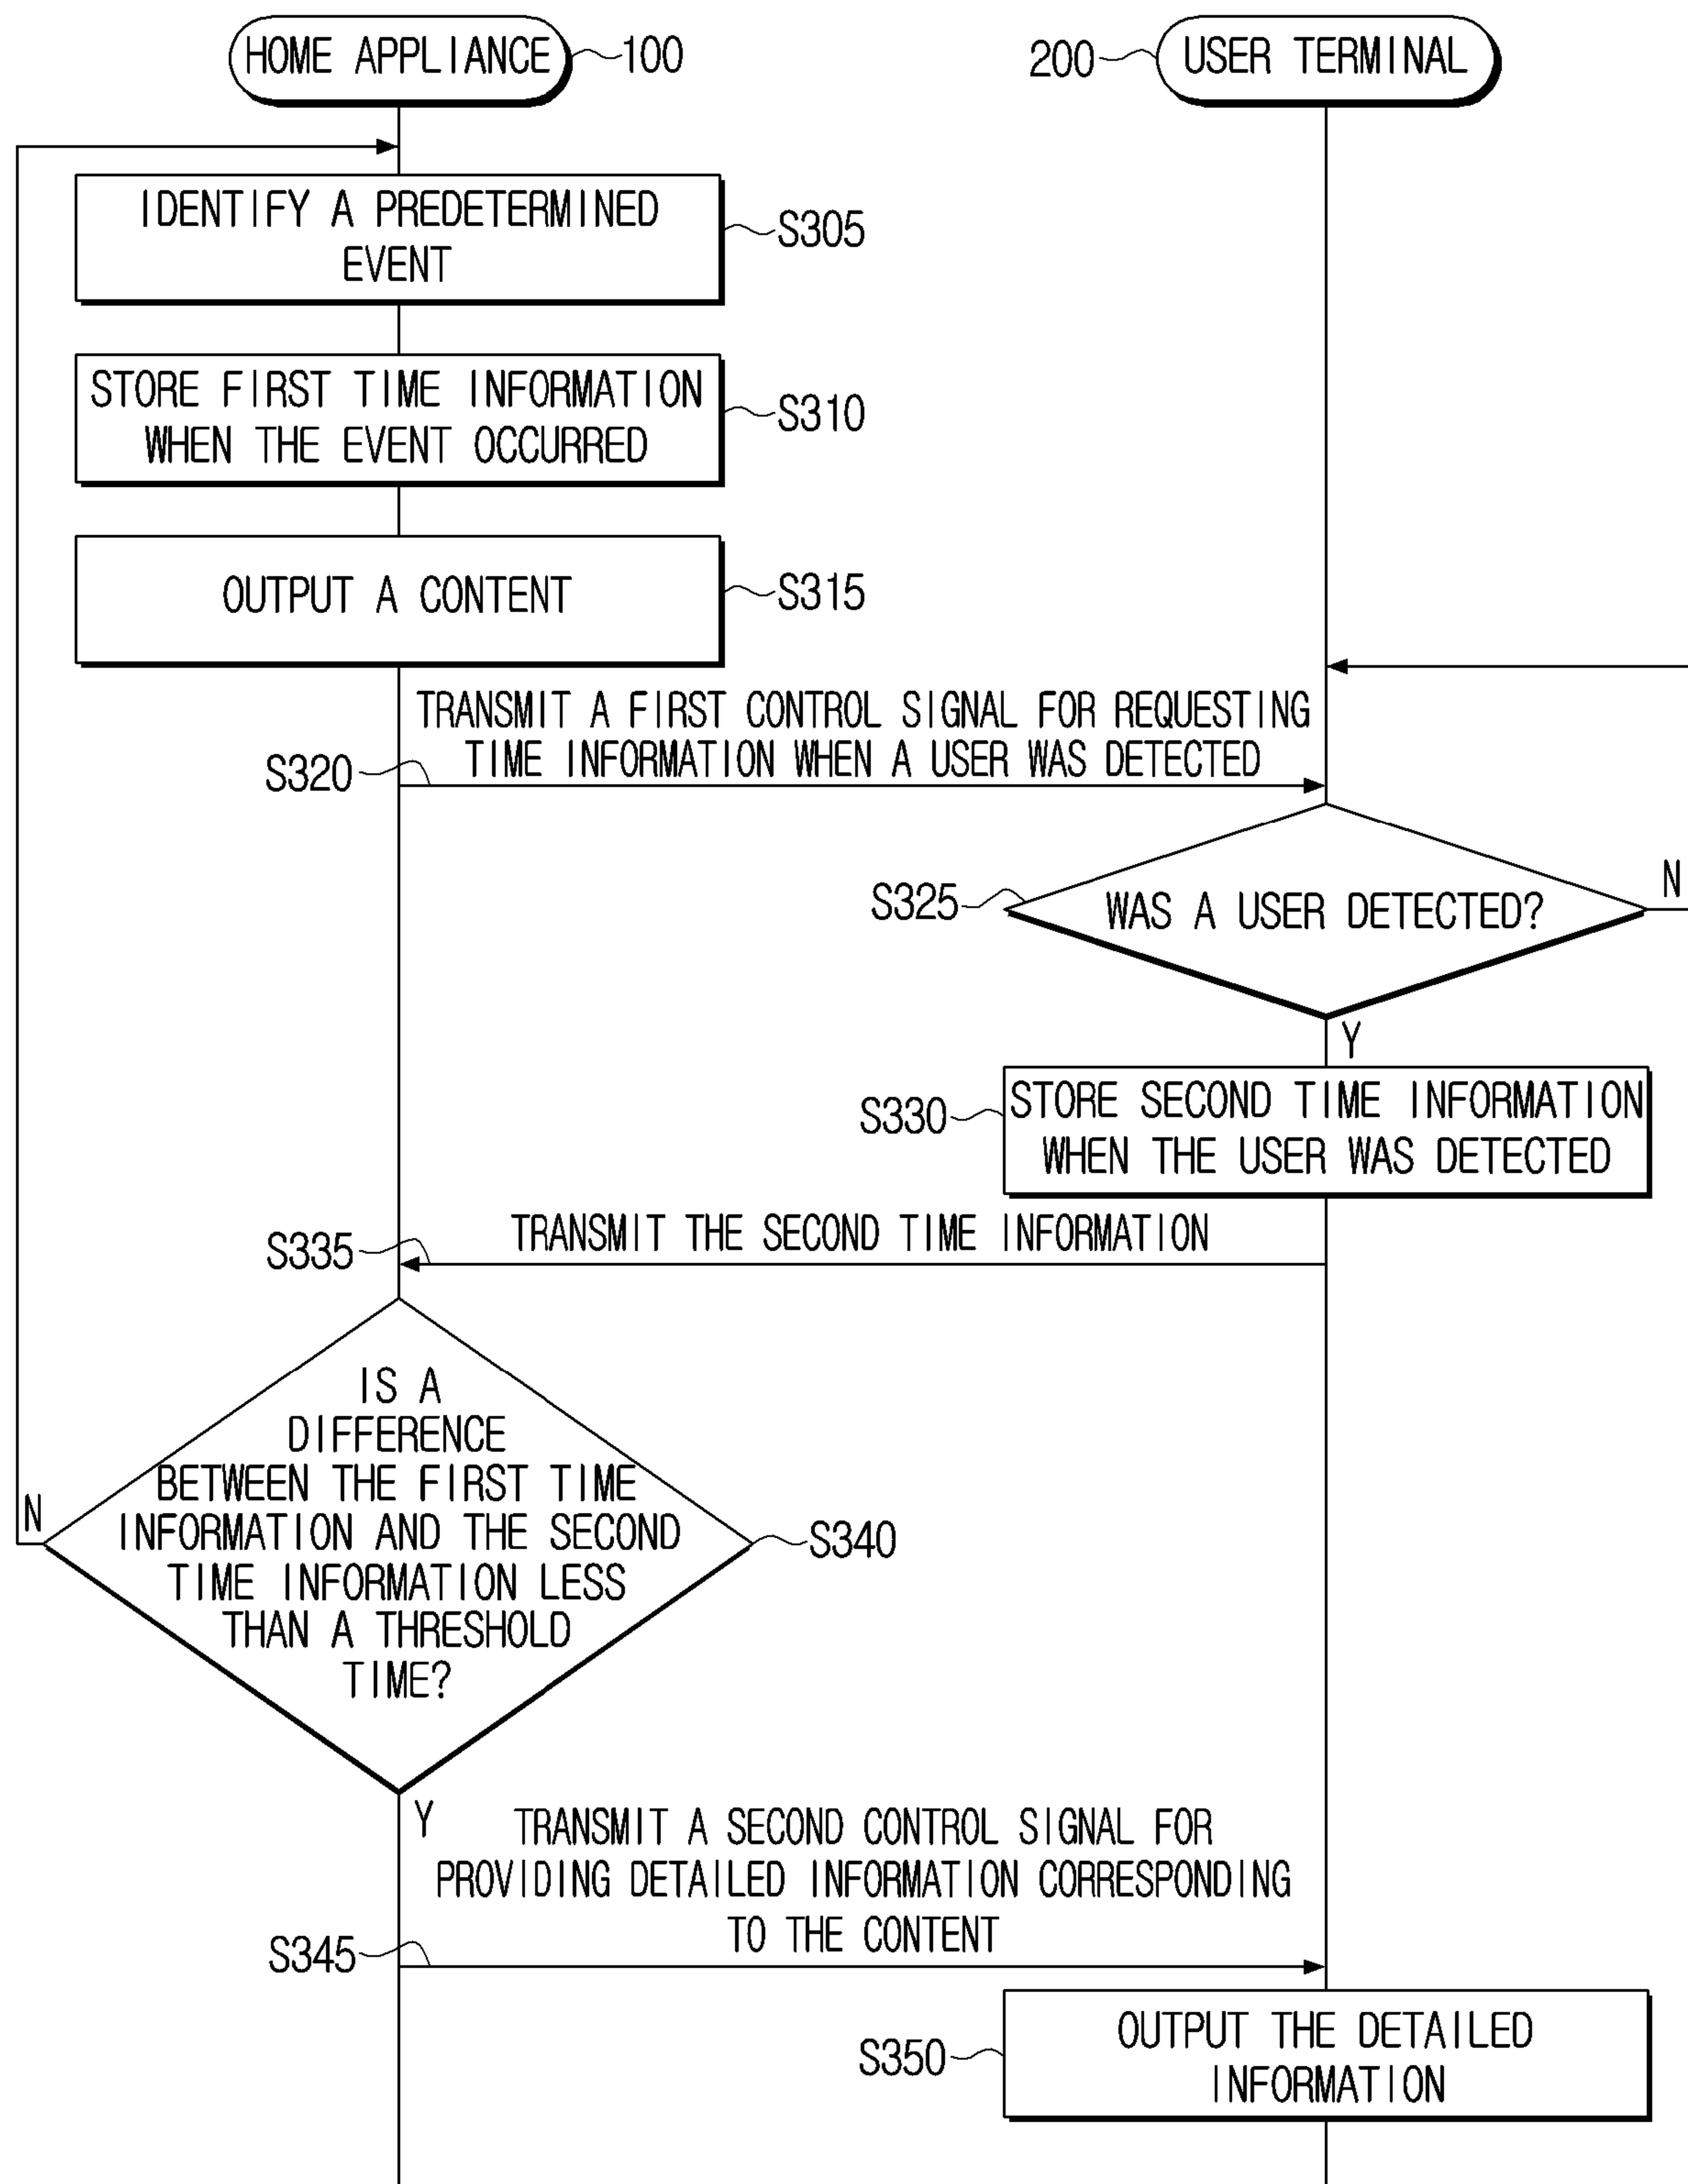 HOME APPLIANCE
100
200
USER TERMINAL
IDENTIFY A PREDETERMINED
EVENT
S305
STORE FIRST TIME INFORMATION
WHEN THE EVENT OCCURRED
S310
OUTPUT A CONTENT
S315
TRANSMIT A FIRST CONTROL SIGNAL FOR REQUESTING
TIME INFORMATION WHEN A USER WAS DETECTED
S320
S325
WAS A USER DETECTED?
N
Y
S330
STORE SECOND TIME INFORMATION
WHEN THE USER WAS DETECTED
TRANSMIT THE SECOND TIME INFORMATION
S335
IS A
DIFFERENCE
BETWEEN THE FIRST TIME
INFORMATION AND THE SECOND
TIME INFORMATION LESS
THAN A THRESHOLD
TIME?
N
S340
Y
TRANSMIT A SECOND CONTROL SIGNAL FOR
PROVIDING DETAILED INFORMATION CORRESPONDING
TO THE CONTENT
S345
S350
OUTPUT THE DETAILED
INFORMATION